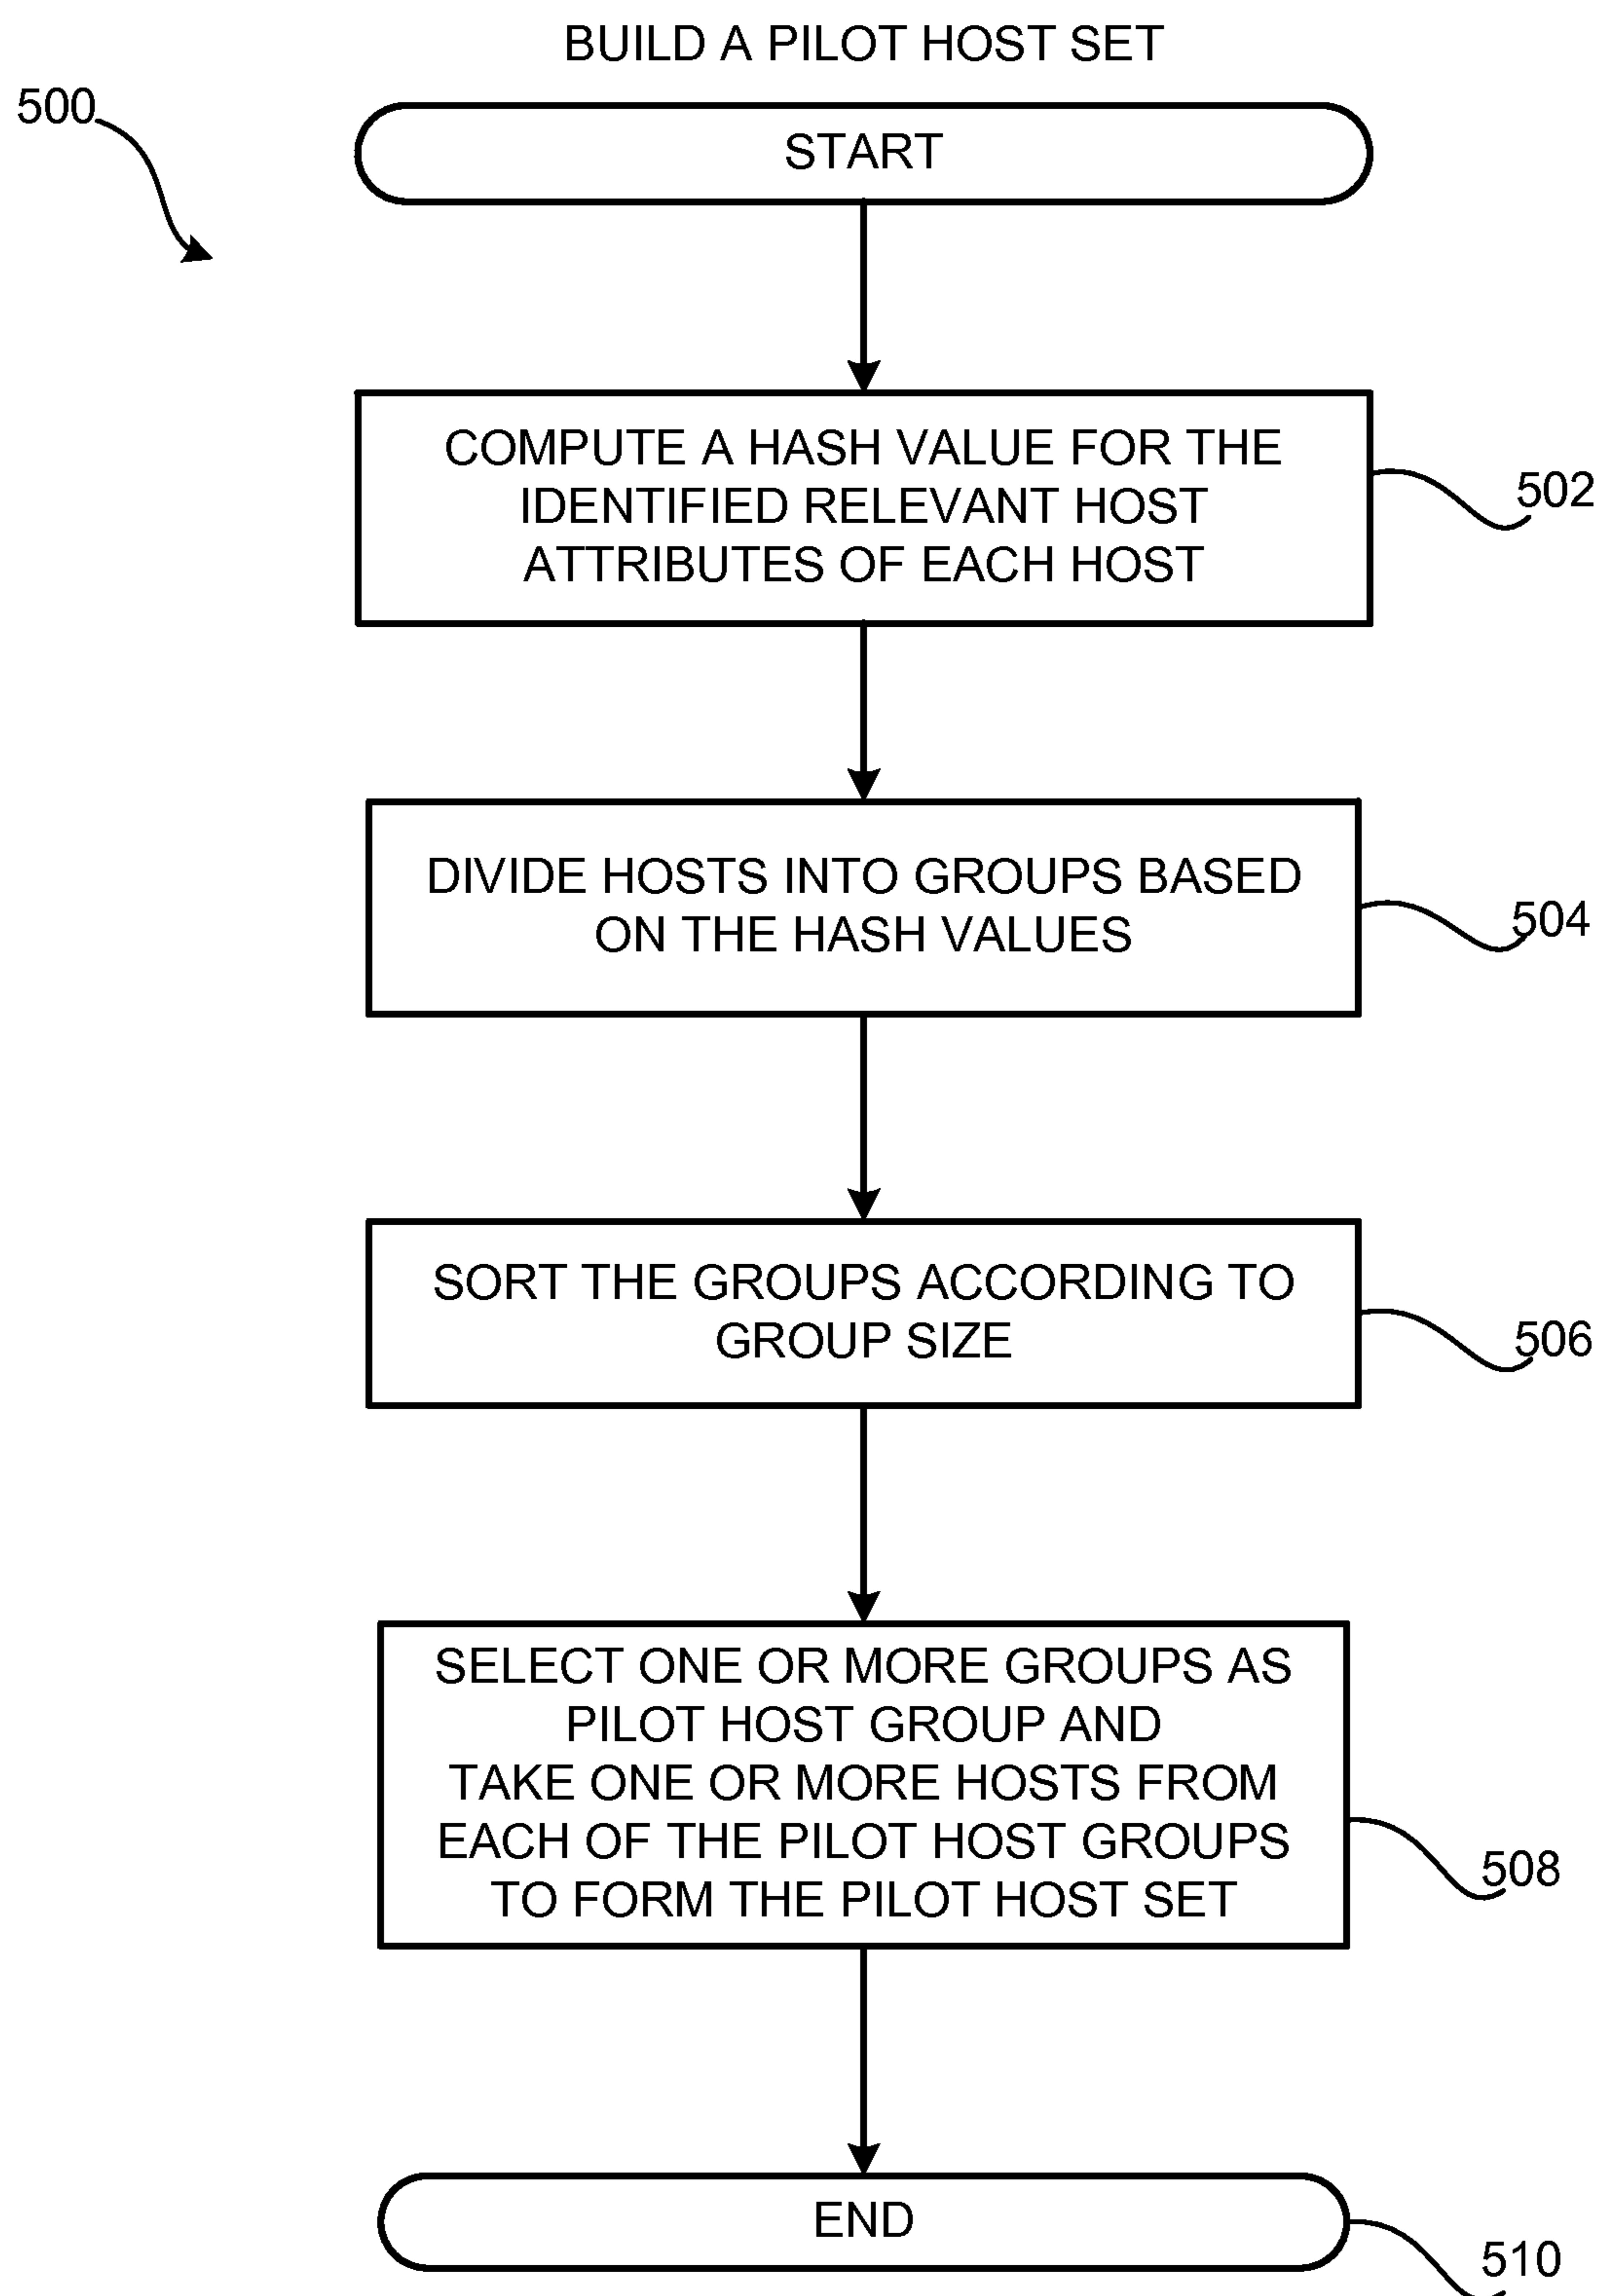 BUILD A PILOT HOST SET
500
START
COMPUTE A HASH VALUE FOR THE
IDENTIFIED RELEVANT HOST
ATTRIBUTES OF EACH HOST
502
DIVIDE HOSTS INTO GROUPS BASED
ON THE HASH VALUES
504
SORT THE GROUPS ACCORDING TO
GROUP SIZE
506
SELECT ONE OR MORE GROUPS AS
PILOT HOST GROUP AND
TAKE ONE OR MORE HOSTS FROM
EACH OF THE PILOT HOST GROUPS
TO FORM THE PILOT HOST SET
508
END
510